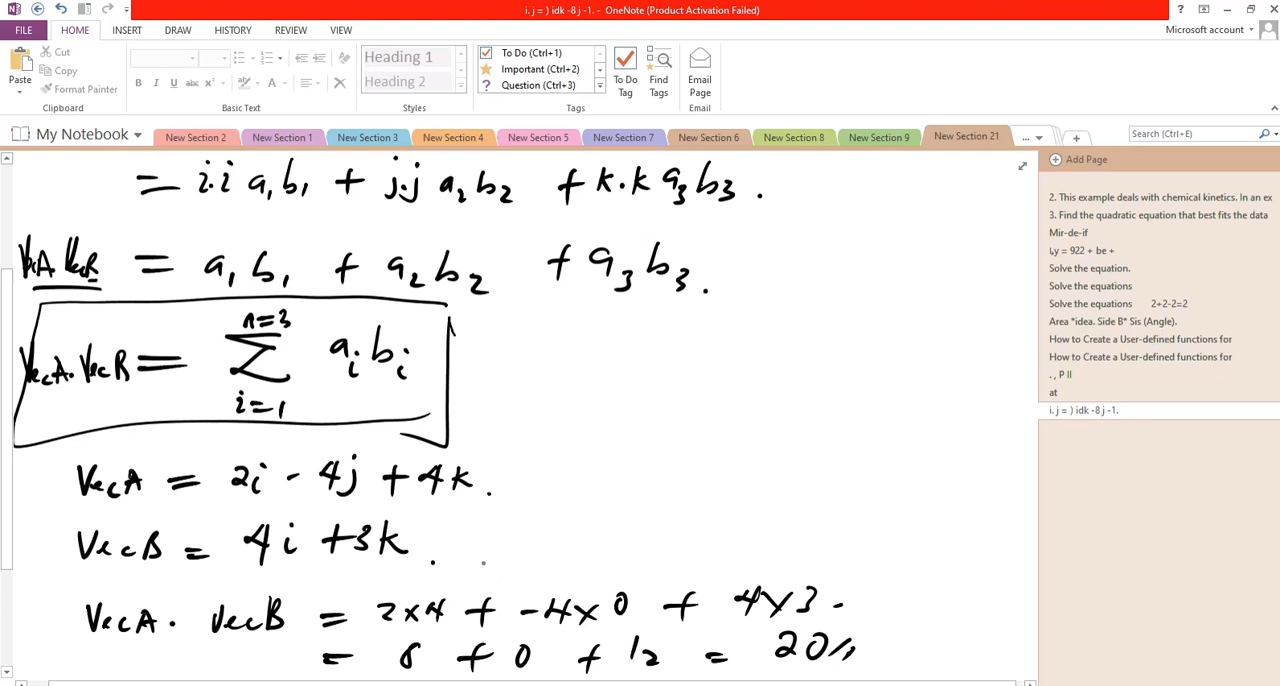 i. j = ) idk -8 j -1. - OneNote (Product Activation Failed)
FILE HOME INSERT DRAW HISTORY REVIEW VIEW
Microsoft account
Paste
Cut
Copy
Format Painter
Clipboard
B I U abc x² ab A
Basic Text
Heading 1
Heading 2
Styles
To Do (Ctrl+1)
Important (Ctrl+2)
Question (Ctrl+3)
To Do Tag
Find Tags
Tags
Email Page
Email
My Notebook
New Section 2 New Section 1 New Section 3 New Section 4 New Section 5 New Section 7 New Section 6 New Section 8 New Section 9 New Section 21 ...
Search (Ctrl+E)
Add Page
2. This example deals with chemical kinetics. In an ex
3. Find the quadratic equation that best fits the data
Mir-de-if
i,y = 922 + be +
Solve the equation.
Solve the equations
Solve the equations 2+2-2=2
Area *idea. Side B* Sis (Angle).
How to Create a User-defined functions for
How to Create a User-defined functions for
. , P ll
at
i. j = ) idk -8 j -1.
= i.i a₁b₁ + j.j a₂b₂ + k.k a₃b₃ .
VecA VecB = a₁b₁ + a₂b₂ + a₃b₃ .
n=3
VecA.VecB = Σ aᵢbᵢ
i=1
VecA = 2i - 4j + 4k .
VecB = 4i + 3k .
VecA . VecB = 2x4 + -4x0 + 4x3 .
= 8 + 0 + 12 = 20//